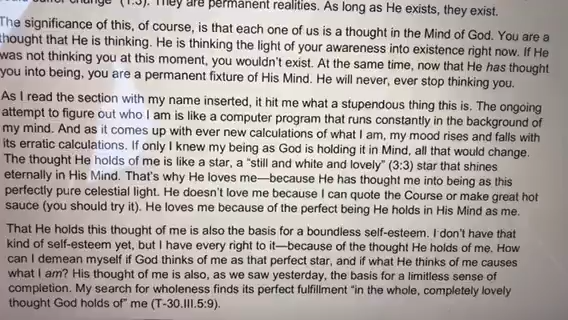 change" (1:3). They are permanent realities. As long as He exists, they exist.
The significance of this, of course, is that each one of us is a thought in the Mind of God. You are a
thought that He is thinking. He is thinking the light of your awareness into existence right now. If He
was not thinking you at this moment, you wouldn't exist. At the same time, now that He has thought
you into being, you are a permanent fixture of His Mind. He will never, ever stop thinking you.
As I read the section with my name inserted, it hit me what a stupendous thing this is. The ongoing
attempt to figure out who I am is like a computer program that runs constantly in the background of
my mind. And as it comes up with ever new calculations of what I am, my mood rises and falls with
its erratic calculations. If only I knew my being as God is holding it in Mind, all that would change.
The thought He holds of me is like a star, a "still and white and lovely" (3:3) star that shines
eternally in His Mind. That's why He loves me—because He has thought me into being as this
perfectly pure celestial light. He doesn't love me because I can quote the Course or make great hot
sauce (you should try it). He loves me because of the perfect being He holds in His Mind as me.
That He holds this thought of me is also the basis for a boundless self-esteem. I don't have that
kind of self-esteem yet, but I have every right to it—because of the thought He holds of me. How
can I demean myself if God thinks of me as that perfect star, and if what He thinks of me causes
what I am? His thought of me is also, as we saw yesterday, the basis for a limitless sense of
completion. My search for wholeness finds its perfect fulfillment "in the whole, completely lovely
thought God holds of" me (T-30.III.5:9).